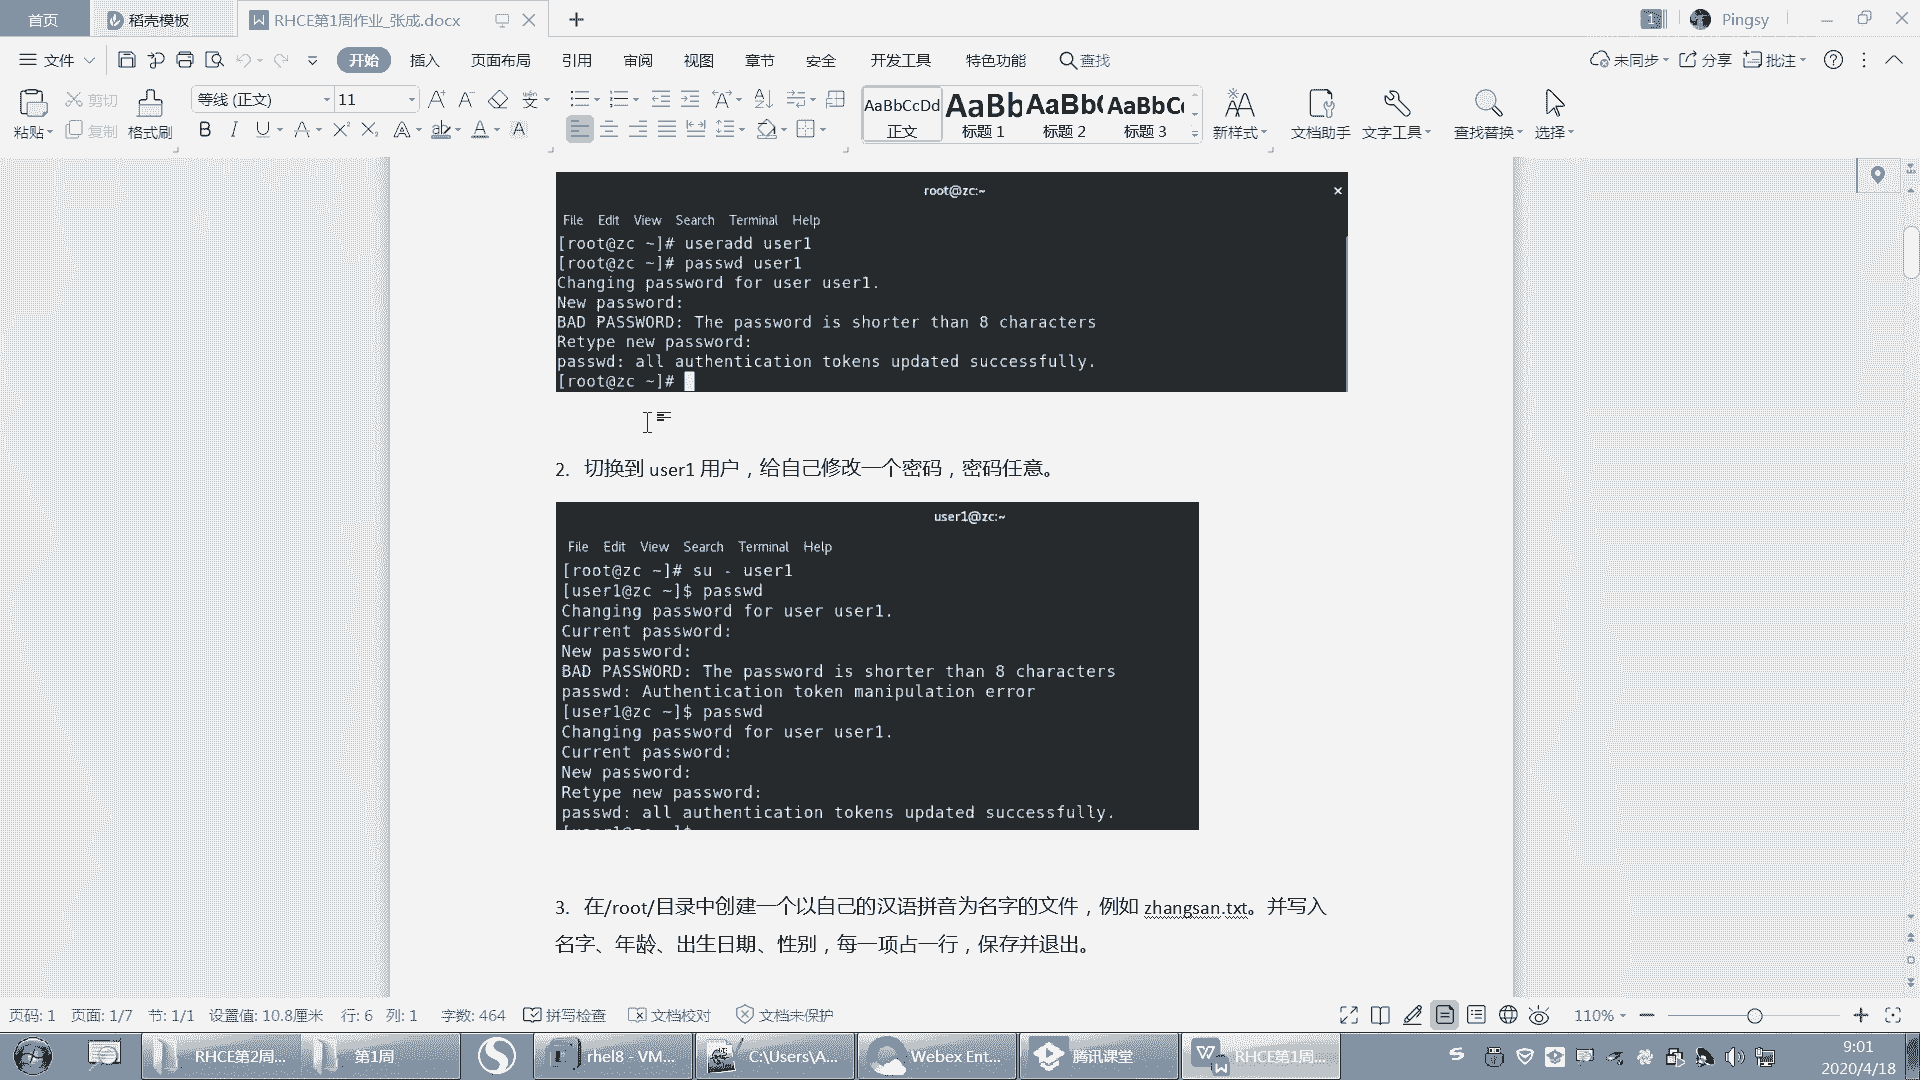 首页
稻壳模板
RHCE第1周作业_张成.docx
1
Pingsy
文件
开始
插入
页面布局
引用
审阅
视图
章节
安全
开发工具
特色功能
查找
未同步
分享
批注
粘贴
剪切
复制
格式刷
等线 (正文)
11
AaBbCcDd
正文
AaBb
标题 1
AaBb(
标题 2
AaBbC
标题 3
新样式
文档助手
文字工具
查找替换
选择
root@zc:~
File Edit View Search Terminal Help
[root@zc ~]# useradd user1
[root@zc ~]# passwd user1
Changing password for user user1.
New password:
BAD PASSWORD: The password is shorter than 8 characters
Retype new password:
passwd: all authentication tokens updated successfully.
[root@zc ~]#
2. 切换到 user1 用户，给自己修改一个密码，密码任意。
user1@zc:~
File Edit View Search Terminal Help
[root@zc ~]# su - user1
[user1@zc ~]$ passwd
Changing password for user user1.
Current password:
New password:
BAD PASSWORD: The password is shorter than 8 characters
passwd: Authentication token manipulation error
[user1@zc ~]$ passwd
Changing password for user user1.
Current password:
New password:
Retype new password:
passwd: all authentication tokens updated successfully.
3. 在/root/目录中创建一个以自己的汉语拼音为名字的文件，例如 zhangsan.txt。并写入
名字、年龄、出生日期、性别，每一项占一行，保存并退出。
页码: 1 页面: 1/7 节: 1/1 设置值: 10.8厘米 行: 6 列: 1 字数: 464 拼写检查 文档校对 文档未保护
110%
RHCE第2周...
第1周
rhel8 - VM...
C:\Users\A...
Webex Ent...
腾讯课堂
RHCE第1周...
9:01
2020/4/18